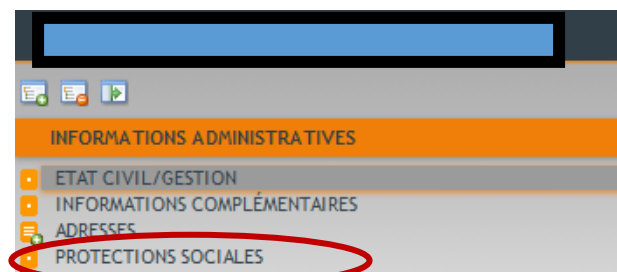 INFORMATIONS ADMINISTRATIVES
ETAT CIVIL/GESTION
INFORMATIONS COMPLÉMENTAIRES
ADRESSES
PROTECTIONS SOCIALES